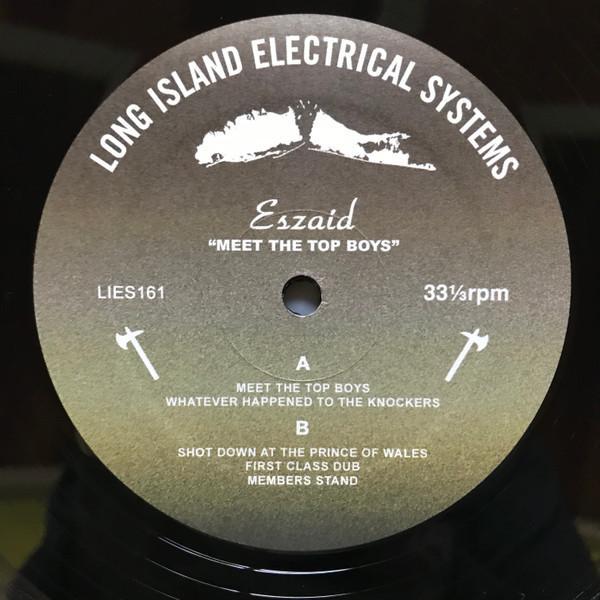 LONG ISLAND ELECTRICAL SYSTEMS
Eszaid
“MEET THE TOP BOYS”
LIES161
33⅓rpm
A
MEET THE TOP BOYS
WHATEVER HAPPENED TO THE KNOCKERS
B
SHOT DOWN AT THE PRINCE OF WALES
FIRST CLASS DUB
MEMBERS STAND